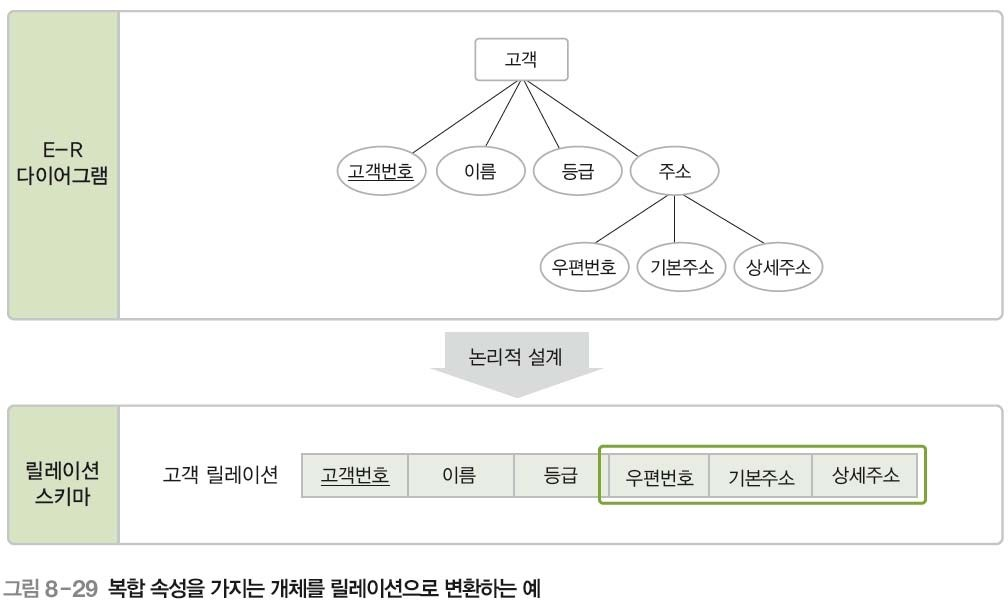 E-R
다이어그램
고객
고객번호 이름 등급 주소
우편번호 기본주소 상세주소
논리적 설계
릴레이션
스키마
고객 릴레이션 고객번호 이름 등급 우편번호 기본주소 상세주소
그림 8-29 복합 속성을 가지는 개체를 릴레이션으로 변환하는 예